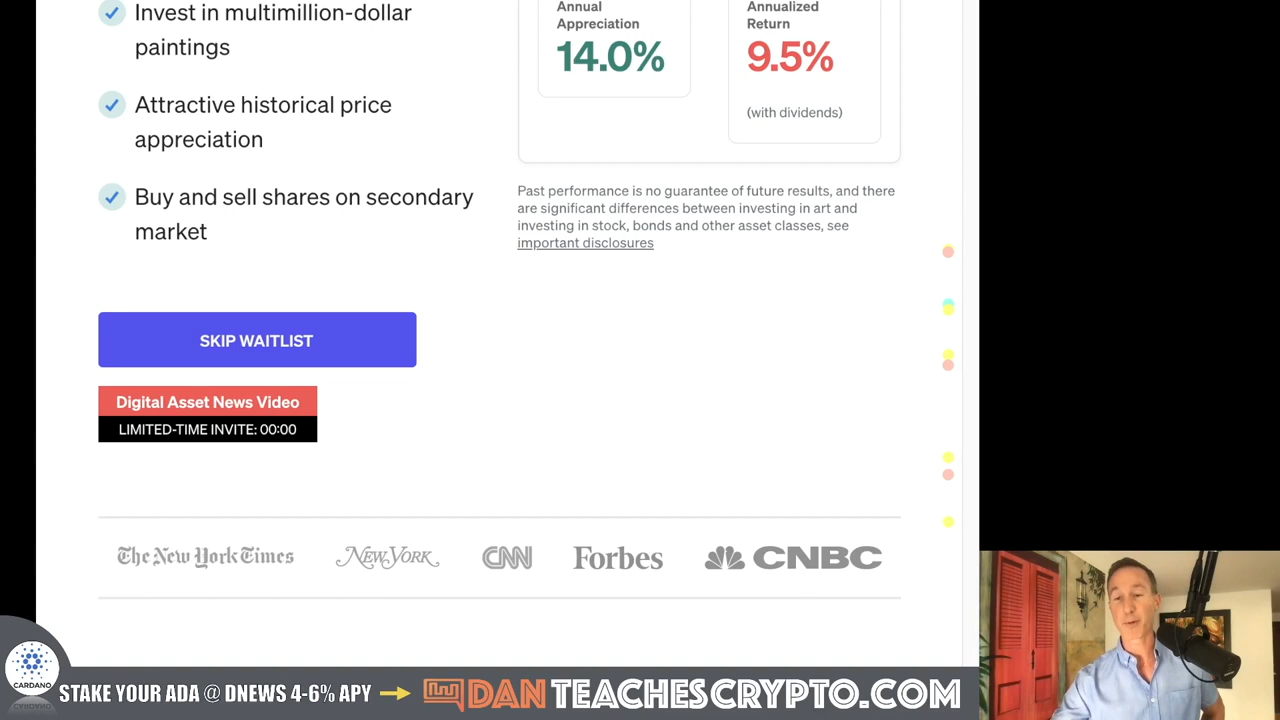 Invest in multimillion-dollar
paintings
Attractive historical price
appreciation
Buy and sell shares on secondary
market
Annual
Appreciation
14.0%
Annualized
Return
9.5%
(with dividends)
Past performance is no guarantee of future results, and there
are significant differences between investing in art and
investing in stock, bonds and other asset classes, see
important disclosures
SKIP WAITLIST
Digital Asset News Video
LIMITED-TIME INVITE: 00:00
The New York Times
NEW YORK
CNN
Forbes
CNBC
CARDANO
STAKE YOUR ADA @ DNEWS 4-6% APY
DANTEACHESCRYPTO.COM